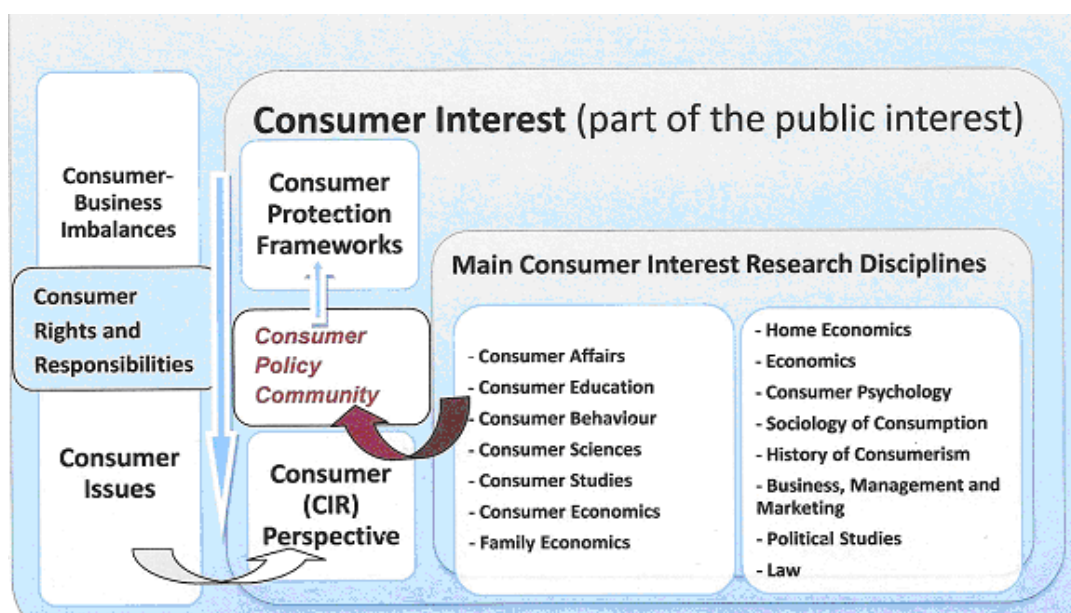 Consumer Interest (part of the public interest)
Consumer-
Business
Imbalances
Consumer
Rights and
Responsibilities
Consumer
Issues
Consumer
Protection
Frameworks
Consumer
Policy
Community
Consumer
(CIR)
Perspective
Main Consumer Interest Research Disciplines
- Consumer Affairs
- Consumer Education
- Consumer Behaviour
- Consumer Sciences
- Consumer Studies
- Consumer Economics
- Family Economics
- Home Economics
- Economics
- Consumer Psychology
- Sociology of Consumption
- History of Consumerism
- Business, Management and
Marketing
- Political Studies
- Law